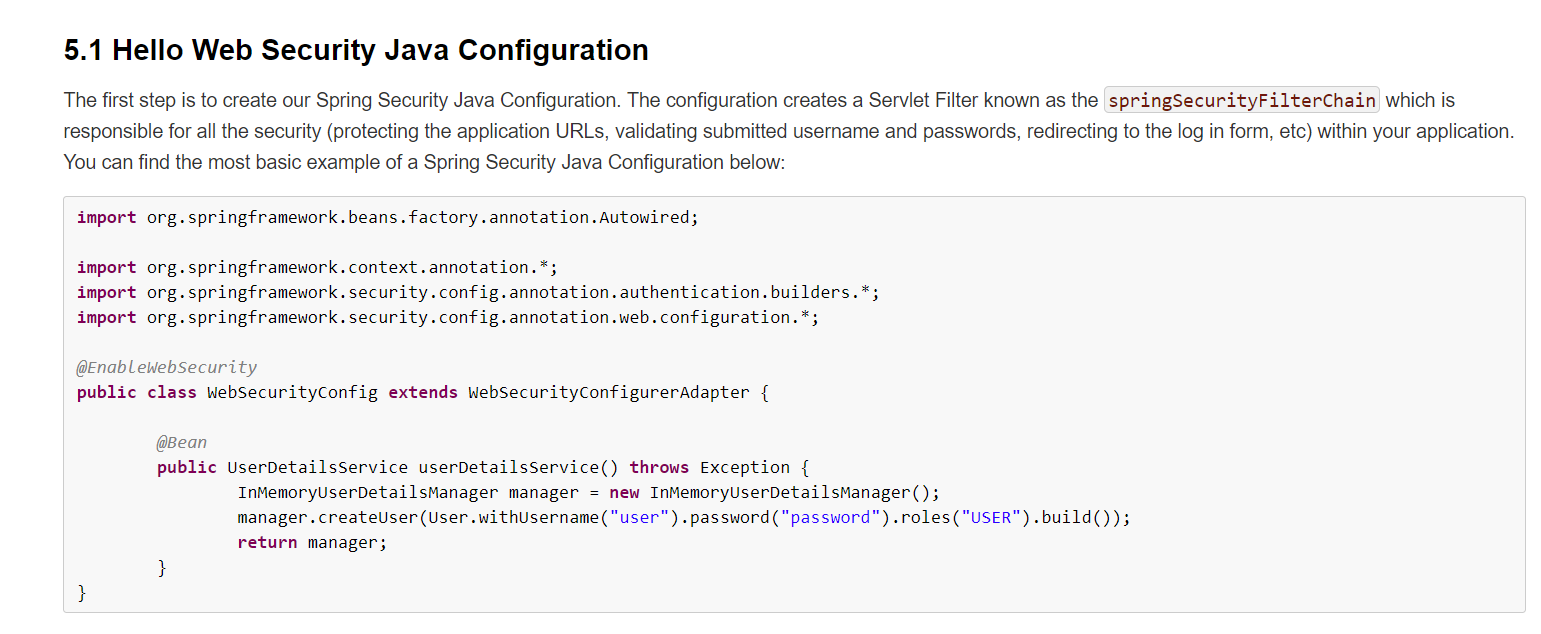 5.1 Hello Web Security Java Configuration
The first step is to create our Spring Security Java Configuration. The configuration creates a Servlet Filter known as the springSecurityFilterChain which is
responsible for all the security (protecting the application URLs, validating submitted username and passwords, redirecting to the log in form, etc) within your application.
You can find the most basic example of a Spring Security Java Configuration below:
import org.springframework.beans.factory.annotation.Autowired;
import org.springframework.context.annotation.*;
import org.springframework.security.config.annotation.authentication.builders.*;
import org.springframework.security.config.annotation.web.configuration.*;
@EnableWebSecurity
public class WebSecurityConfig extends WebSecurityConfigurerAdapter {
@Bean
public UserDetailsService userDetailsService() throws Exception {
InMemoryUserDetailsManager manager = new InMemoryUserDetailsManager();
manager.createUser(User.withUsername("user").password("password").roles("USER").build());
return manager;
}
}